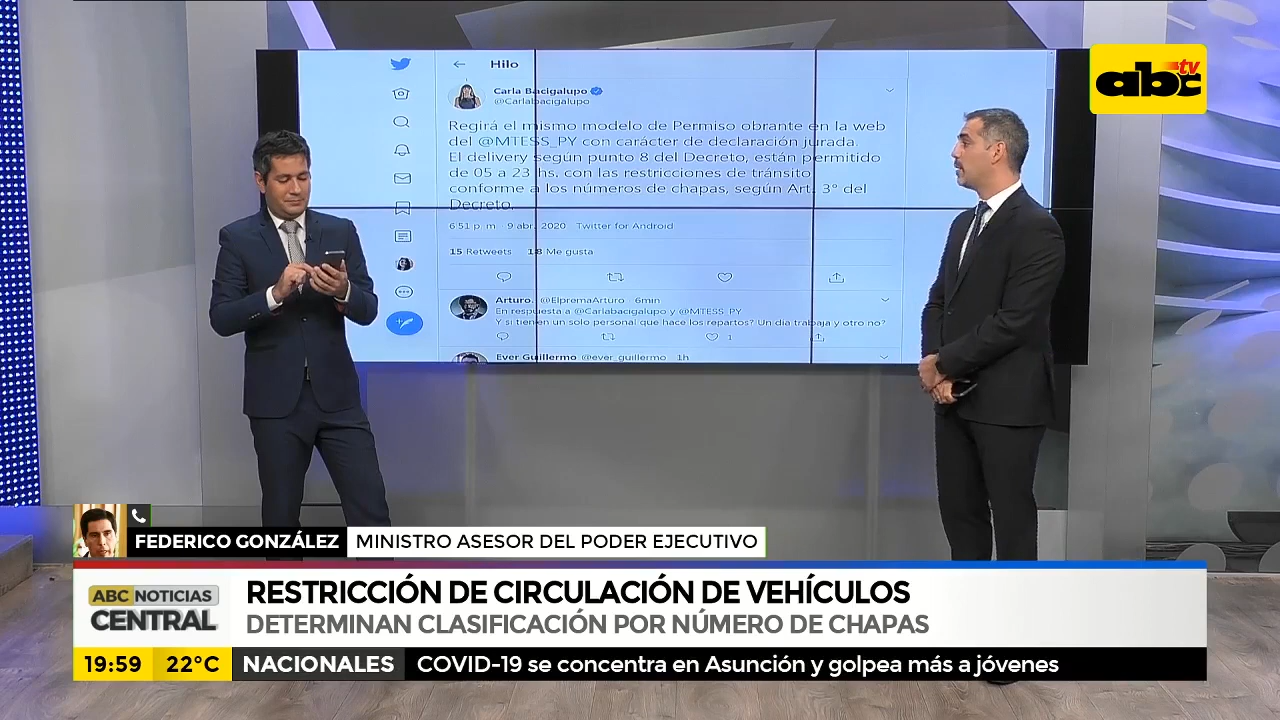 abc tv
Hilo
Carla Bacigalupo
@Carlabacigalupo
Regirá el mismo modelo de Permiso obrante en la web
del @MTESS_PY con carácter de declaración jurada.
El delivery según punto 8 del Decreto, están permitido
de 05 a 23 hs. con las restricciones de tránsito
conforme a los números de chapas, según Art. 3° del
Decreto.
6:51 p. m. 9 abr. 2020 Twitter for Android
15 Retweets 18 Me gusta
Arturo. @ElpremaArturo 6min
En respuesta a @Carlabacigalupo y @MTESS_PY
Y si tienen un solo personal que hace los repartos? Un dia trabaja y otro no?
1
Ever Guillermo @ever_guillermo 1h
FEDERICO GONZÁLEZ MINISTRO ASESOR DEL PODER EJECUTIVO
ABC NOTICIAS
CENTRAL
RESTRICCIÓN DE CIRCULACIÓN DE VEHÍCULOS
DETERMINAN CLASIFICACIÓN POR NÚMERO DE CHAPAS
19:59 22°C NACIONALES COVID-19 se concentra en Asunción y golpea más a jóvenes